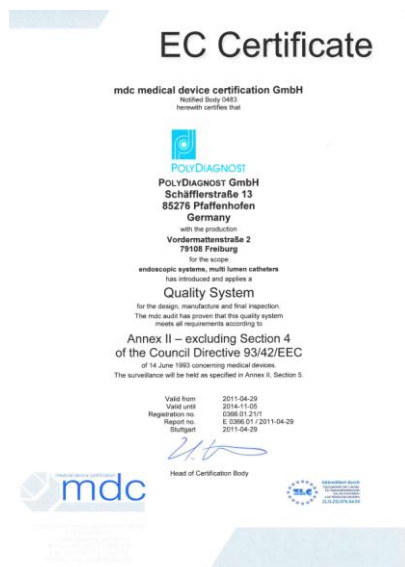 EC Certificate
mdc medical device certification GmbH
Notified Body 0483
herewith certifies that
POLYDIAGNOST
POLYDIAGNOST GmbH
Schäfflerstraße 13
85276 Pfaffenhofen
Germany
with the production
Vordermattenstraße 2
79108 Freiburg
for the scope
endoscopic systems, multi lumen catheters
has introduced and applies a
Quality System
for the design, manufacture and final inspection.
The mdc audit has proven that this quality system
meets all requirements according to
Annex II – excluding Section 4
of the Council Directive 93/42/EEC
of 14 June 1993 concerning medical devices.
The surveillance will be held as specified in Annex II, Section 5.
Valid from 2011-04-29
Valid until 2014-11-05
Registration no. 0366.01.21/1
Report no. E 0366.01 / 2011-04-29
Stuttgart 2011-04-29
Head of Certification Body
medical device certification
mdc